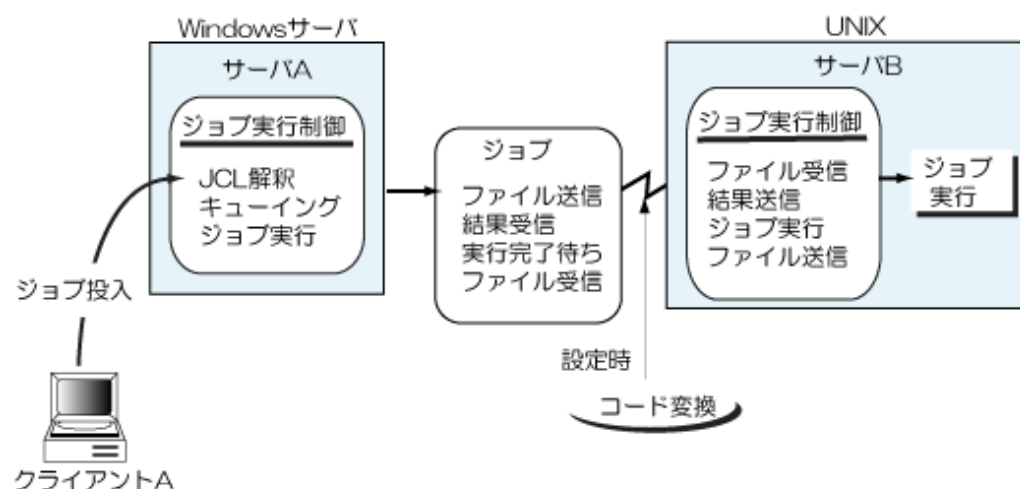 Windowsサーバ
サーバA
ジョブ実行制御
JCL解釈
キューイング
ジョブ実行
ジョブ投入
クライアントA
ジョブ
ファイル送信
結果受信
実行完了待ち
ファイル受信
設定時
コード変換
UNIX
サーバB
ジョブ実行制御
ファイル受信
結果送信
ジョブ実行
ファイル送信
ジョブ
実行